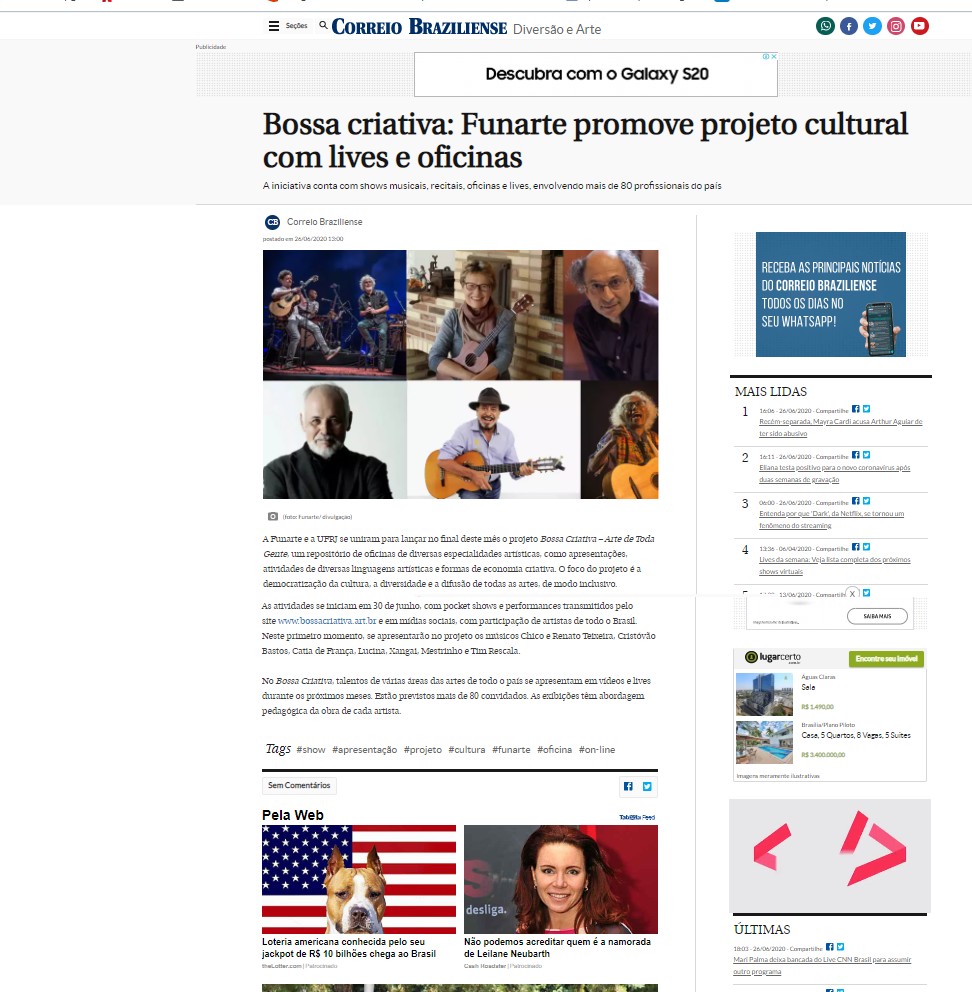 Seções
CORREIO BRAZILIENSE Diversão e Arte
Publicidade
Descubra com o Galaxy S20
Bossa criativa: Funarte promove projeto cultural
com lives e oficinas
A iniciativa conta com shows musicais, recitais, oficinas e lives, envolvendo mais de 80 profissionais do país
CB Correio Braziliense
postado em 26/06/2020 13:00
(foto: Funarte/ divulgação)
A Funarte e a UFRJ se uniram para lançar no final deste mês o projeto Bossa Criativa – Arte de Toda
Gente, um repositório de oficinas de diversas especialidades artísticas, como apresentações,
atividades de diversas linguagens artísticas e formas de economia criativa. O foco do projeto é a
democratização da cultura, a diversidade e a difusão de todas as artes, de modo inclusivo.
As atividades se iniciam em 30 de junho, com pocket shows e performances transmitidos pelo
site www.bossacriativa.art.br e em mídias sociais, com participação de artistas de todo o Brasil.
Neste primeiro momento, se apresentarão no projeto os músicos Chico e Renato Teixeira, Cristóvão
Bastos, Catia de França, Lucina, Xangai, Mestrinho e Tim Rescala.
No Bossa Criativa, talentos de várias áreas das artes de todo o país se apresentam em vídeos e lives
durante os próximos meses. Estão previstos mais de 80 convidados. As exibições têm abordagem
pedagógica da obra de cada artista.
Tags #show #apresentação #projeto #cultura #funarte #oficina #on-line
Sem Comentários
Pela Web
Taboola Feed
desliga.
Loteria americana conhecida pelo seu
jackpot de R$ 10 bilhões chega ao Brasil
theLotter.com | Patrocinado
Não podemos acreditar quem é a namorada
de Leilane Neubarth
Cash Roadster | Patrocinado
RECEBA AS PRINCIPAIS NOTÍCIAS
DO CORREIO BRAZILIENSE
TODOS OS DIAS NO
SEU WHATSAPP!
MAIS LIDAS
1 16:06 - 26/06/2020 - Compartilhe
Recém-separada, Mayra Cardi acusa Arthur Aguiar de
ter sido abusivo
2 16:11 - 26/06/2020 - Compartilhe
Eliana testa positivo para o novo coronavírus após
duas semanas de gravação
3 06:00 - 26/06/2020 - Compartilhe
Entenda por que 'Dark', da Netflix, se tornou um
fenômeno do streaming
4 13:36 - 06/04/2020 - Compartilhe
Lives da semana: Veja lista completa dos próximos
shows virtuais
13/06/2020 - Compartilhe
X
SAIBA MAIS
lugarcerto
.com.br
Encontre seu Imóvel
Águas Claras
Sala
R$ 1.490,00
Brasília/Plano Piloto
Casa, 5 Quartos, 8 Vagas, 5 Suítes
R$ 3.400.000,00
Imagens meramente ilustrativas
ÚLTIMAS
18:03 - 26/06/2020 - Compartilhe
Mari Palma deixa bancada do Live CNN Brasil para assumir
outro programa